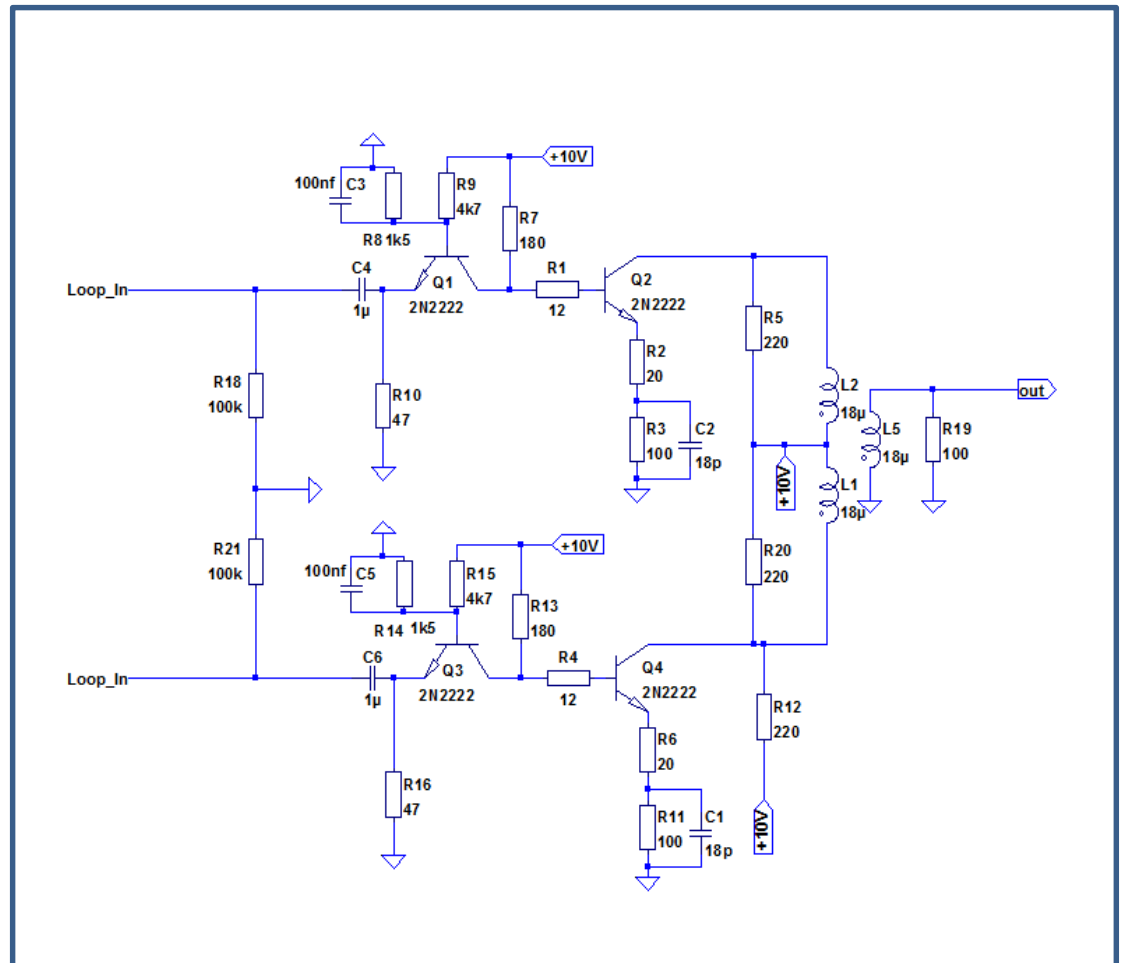 +10V
100nf C3
R9
4k7
R7
180
R8 1k5
C4
1µ
Q1
2N2222
R1
12
Q2
2N2222
Loop_In
R18
100k
R10
47
R2
20
R3
100
C2
18p
R5
220
L2
18µ
L5
18µ
out
R19
100
+10V
L1
18µ
R21
100k
+10V
100nf C5
R15
4k7
R13
180
R20
220
R14 1k5
C6
1µ
Q3
2N2222
R4
12
Q4
2N2222
Loop_In
R16
47
R6
20
R12
220
R11
100
C1
18p
+10V